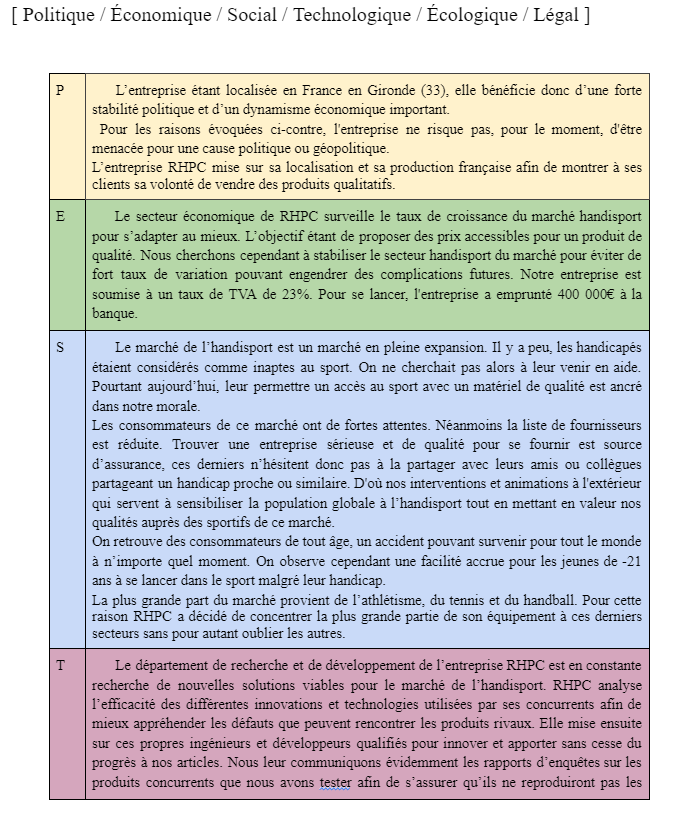 [ Politique / Économique / Social / Technologique / Écologique / Légal ]
P
L’entreprise étant localisée en France en Gironde (33), elle bénéficie donc d’une forte
stabilité politique et d’un dynamisme économique important.
Pour les raisons évoquées ci-contre, l'entreprise ne risque pas, pour le moment, d'être
menacée pour une cause politique ou géopolitique.
L’entreprise RHPC mise sur sa localisation et sa production française afin de montrer à ses
clients sa volonté de vendre des produits qualitatifs.
E
Le secteur économique de RHPC surveille le taux de croissance du marché handisport
pour s’adapter au mieux. L’objectif étant de proposer des prix accessibles pour un produit de
qualité. Nous cherchons cependant à stabiliser le secteur handisport du marché pour éviter de
fort taux de variation pouvant engendrer des complications futures. Notre entreprise est
soumise à un taux de TVA de 23%. Pour se lancer, l'entreprise a emprunté 400 000€ à la
banque.
S
Le marché de l’handisport est un marché en pleine expansion. Il y a peu, les handicapés
étaient considérés comme inaptes au sport. On ne cherchait pas alors à leur venir en aide.
Pourtant aujourd’hui, leur permettre un accès au sport avec un matériel de qualité est ancré
dans notre morale.
Les consommateurs de ce marché ont de fortes attentes. Néanmoins la liste de fournisseurs
est réduite. Trouver une entreprise sérieuse et de qualité pour se fournir est source
d’assurance, ces derniers n’hésitent donc pas à la partager avec leurs amis ou collègues
partageant un handicap proche ou similaire. D'où nos interventions et animations à l'extérieur
qui servent à sensibiliser la population globale à l’handisport tout en mettant en valeur nos
qualités auprès des sportifs de ce marché.
On retrouve des consommateurs de tout âge, un accident pouvant survenir pour tout le monde
à n’importe quel moment. On observe cependant une facilité accrue pour les jeunes de -21
ans à se lancer dans le sport malgré leur handicap.
La plus grande part du marché provient de l’athlétisme, du tennis et du handball. Pour cette
raison RHPC a décidé de concentrer la plus grande partie de son équipement à ces derniers
secteurs sans pour autant oublier les autres.
T
Le département de recherche et de développement de l’entreprise RHPC est en constante
recherche de nouvelles solutions viables pour le marché de l’handisport. RHPC analyse
l’efficacité des différentes innovations et technologies utilisées par ses concurrents afin de
mieux appréhender les défauts que peuvent rencontrer les produits rivaux. Elle mise ensuite
sur ces propres ingénieurs et développeurs qualifiés pour innover et apporter sans cesse du
progrès à nos articles. Nous leur communiquons évidemment les rapports d’enquêtes sur les
produits concurrents que nous avons tester afin de s’assurer qu’ils ne reproduiront pas les